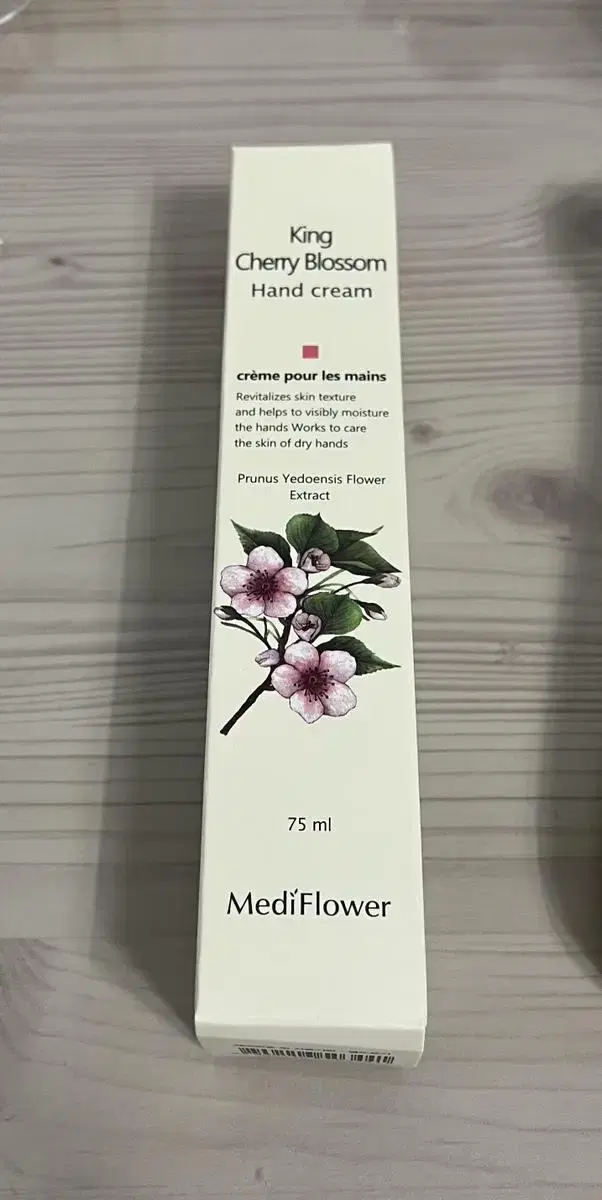 King
Cherry Blossom
Hand cream
crème pour les mains
Revitalizes skin texture
and helps to visibly moisture
the hands Works to care
the skin of dry hands
Prunus Yedoensis Flower
Extract
75 ml
MediFlower